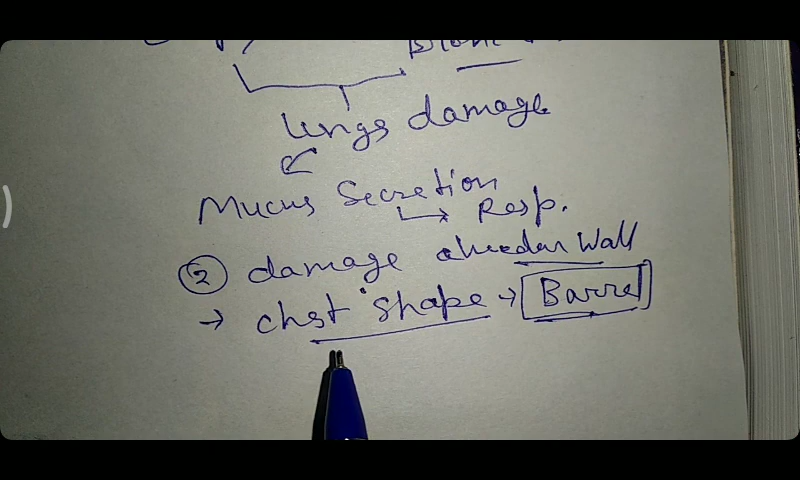 lungs damage
Mucus Secretion
→ Resp.
② damage alveolar Wall
→ chst shape → Barrel